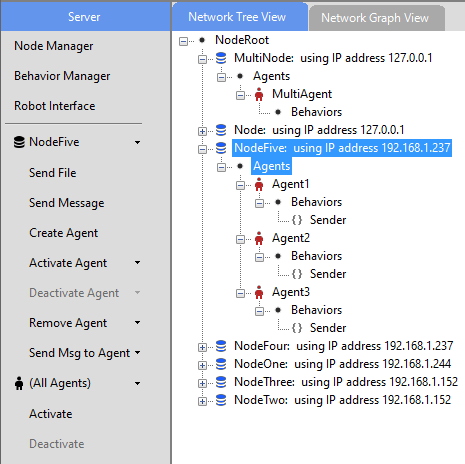 Server
Node Manager
Behavior Manager
Robot Interface
NodeFive
Send File
Send Message
Create Agent
Activate Agent
Deactivate Agent
Remove Agent
Send Msg to Agent
(All Agents)
Activate
Deactivate
Network Tree View
Network Graph View
NodeRoot
MultiNode: using IP address 127.0.0.1
Agents
MultiAgent
Behaviors
Node: using IP address 127.0.0.1
NodeFive: using IP address 192.168.1.237
Agents
Agent1
Behaviors
{} Sender
Agent2
Behaviors
{} Sender
Agent3
Behaviors
{} Sender
NodeFour: using IP address 192.168.1.237
NodeOne: using IP address 192.168.1.244
NodeThree: using IP address 192.168.1.152
NodeTwo: using IP address 192.168.1.152